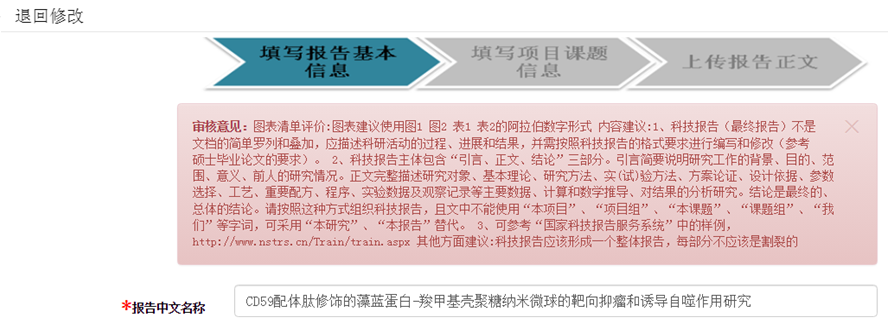 退回修改
填写报告基本
信息
填写项目课题
信息
上传报告正文
审核意见：图表清单评价:图表建议使用图1 图2 表1 表2的阿拉伯数字形式 内容建议:1、科技报告（最终报告）不是
文档的简单罗列和叠加，应描述科研活动的过程、进展和结果，并需按照科技报告的格式要求进行编写和修改（参考
硕士毕业论文的要求）。 2、科技报告主体包含“引言、正文、结论”三部分。引言简要说明研究工作的背景、目的、范
围、意义、前人的研究情况。正文完整描述研究对象、基本理论、研究方法、实(试)验方法、方案论证、设计依据、参数
选择、工艺、重要配方、程序、实验数据及观察记录等主要数据、计算和数学推导、对结果的分析研究。结论是最终的、
总体的结论。请按照这种方式组织科技报告，且文中不能使用“本项目”、“项目组”、“本课题”、“课题组”、“我
们”等字词，可采用“本研究”、“本报告”替代。 3、可参考“国家科技报告服务系统”中的样例，
http://www.nstrs.cn/Train/train.aspx 其他方面建议:科技报告应该形成一个整体报告，每部分不应该是割裂的
*报告中文名称 CD59配体肽修饰的藻蓝蛋白-羧甲基壳聚糖纳米微球的靶向抑瘤和诱导自噬作用研究